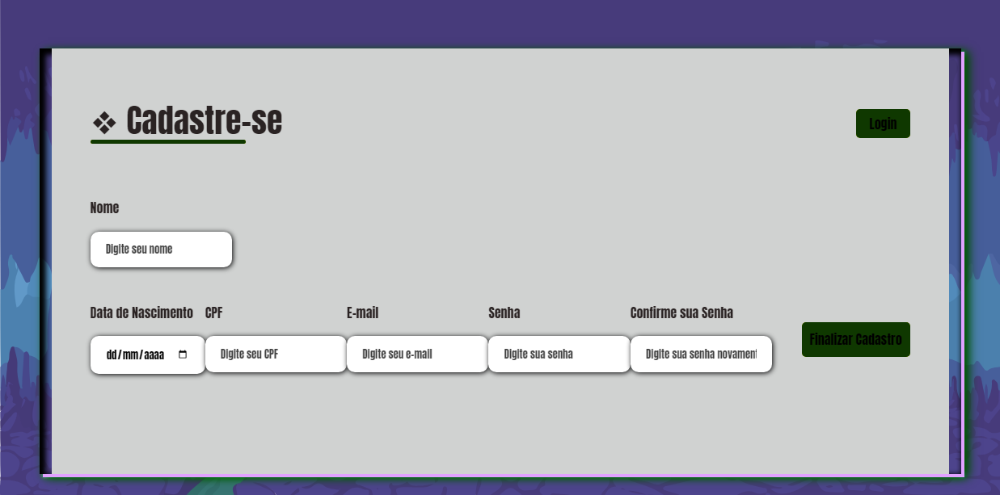 ❖ Cadastre-se
Login
Nome
Digite seu nome
Data de Nascimento CPF E-mail Senha Confirme sua Senha
dd/mm/aaaa Digite seu CPF Digite seu e-mail Digite sua senha Digite sua senha novament
Finalizar Cadastro